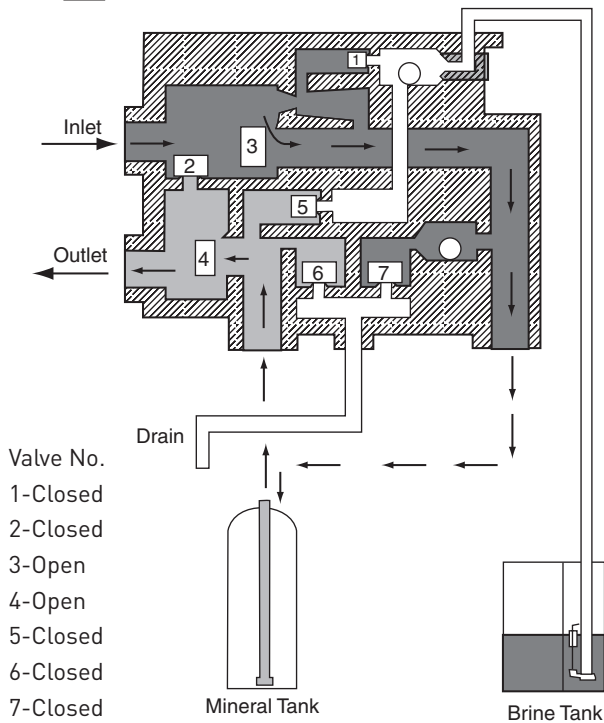 1
Inlet
3
2
5
Outlet
4
6
7
Drain
Valve No.
1-Closed
2-Closed
3-Open
4-Open
5-Closed
6-Closed
7-Closed
Mineral Tank
Brine Tank